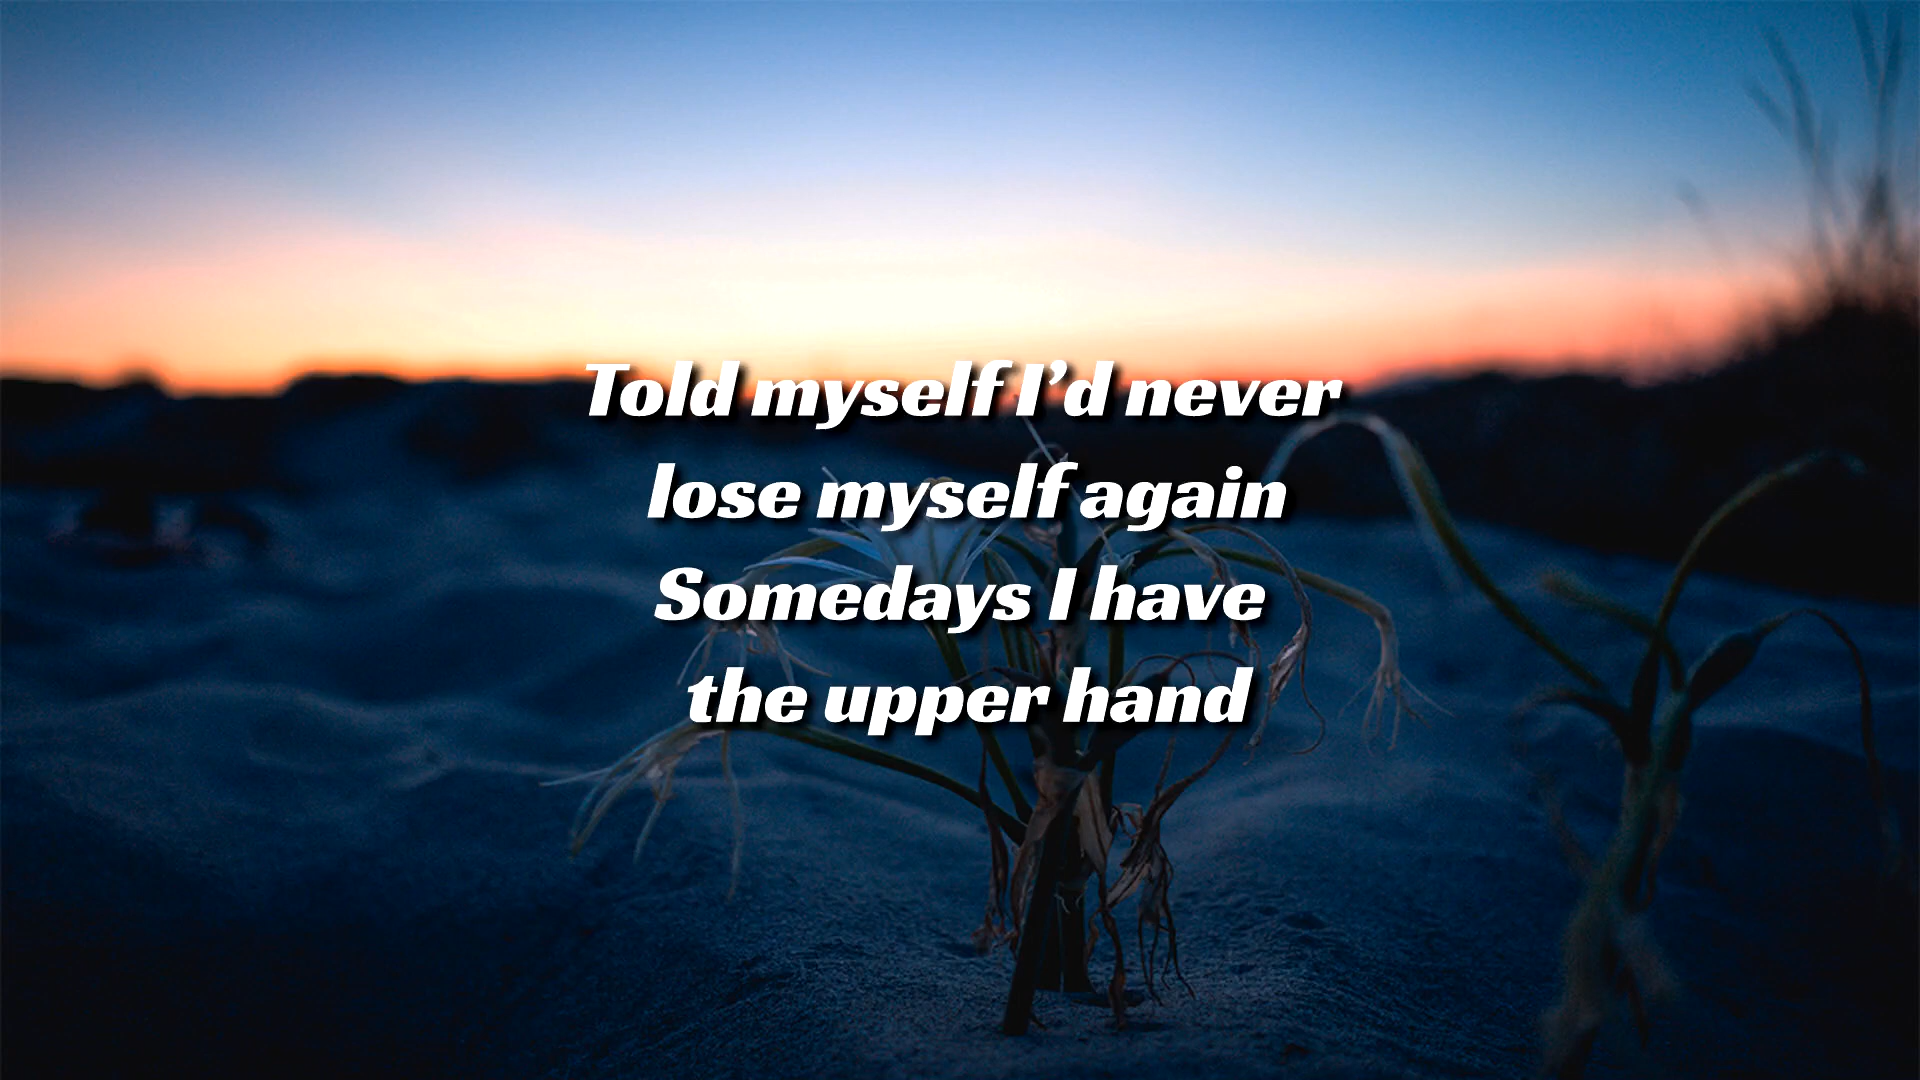 Told myself I’d never
lose myself again
Somedays I have
the upper hand